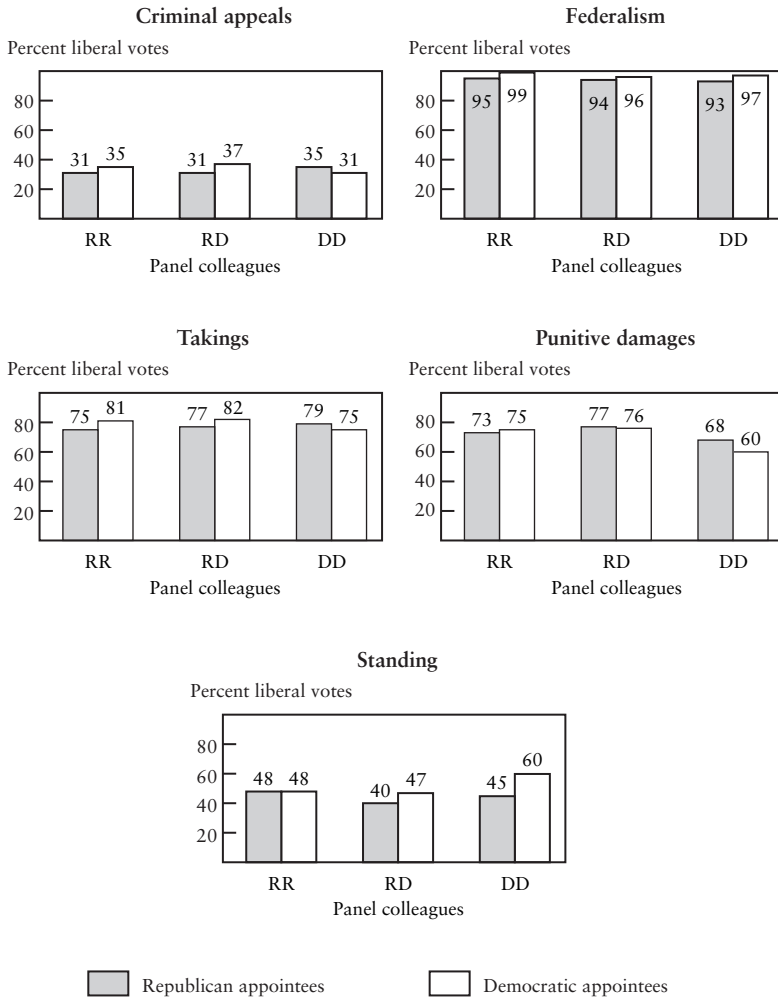 Criminal appeals
Percent liberal votes
80
60
40
20
31 35 31 37 35 31
RR RD DD
Panel colleagues
Federalism
Percent liberal votes
80
60
40
20
95 99 94 96 93 97
RR RD DD
Panel colleagues
Takings
Percent liberal votes
80
60
40
20
75 81 77 82 79 75
RR RD DD
Panel colleagues
Punitive damages
Percent liberal votes
80
60
40
20
73 75 77 76 68 60
RR RD DD
Panel colleagues
Standing
Percent liberal votes
80
60
40
20
48 48 40 47 45 60
RR RD DD
Panel colleagues
Republican appointees Democratic appointees